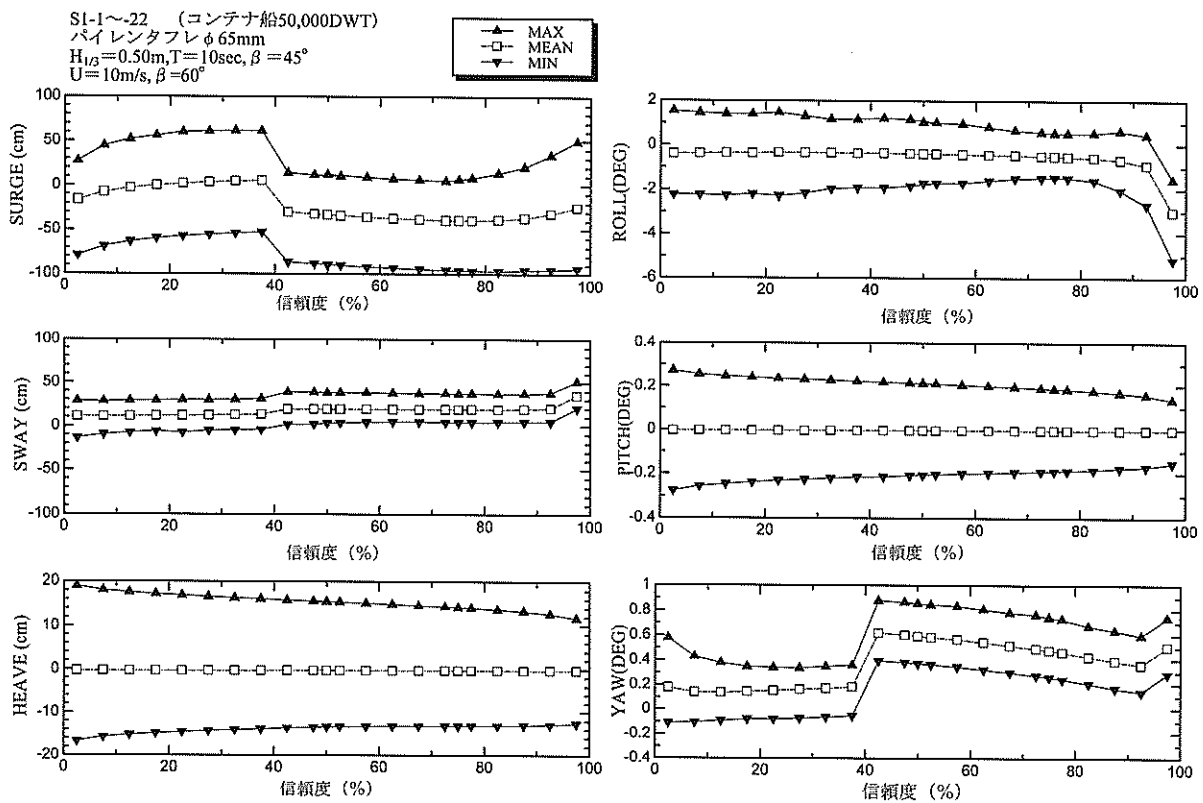 S1-1～-22 （コンテナ船50,000DWT）
パイレンタフレφ65mm
H1/3＝0.50m,T＝10sec, β＝45°
U＝10m/s, β=60°
MAX
MEAN
MIN
100
50
0
-50
-100
SURGE (cm)
0 20 40 60 80 100
信頼度（%）
2
0
-2
-4
-6
ROLL(DEG)
0 20 40 60 80 100
信頼度（%）
100
50
0
-50
-100
SWAY (cm)
0 20 40 60 80 100
信頼度（%）
0.4
0.2
0
-0.2
-0.4
PITCH(DEG)
0 20 40 60 80 100
信頼度（%）
20
10
0
-10
-20
HEAVE (cm)
0 20 40 60 80 100
信頼度（%）
1
0.8
0.6
0.4
0.2
0
-0.2
-0.4
YAW(DEG)
0 20 40 60 80 100
信頼度（%）